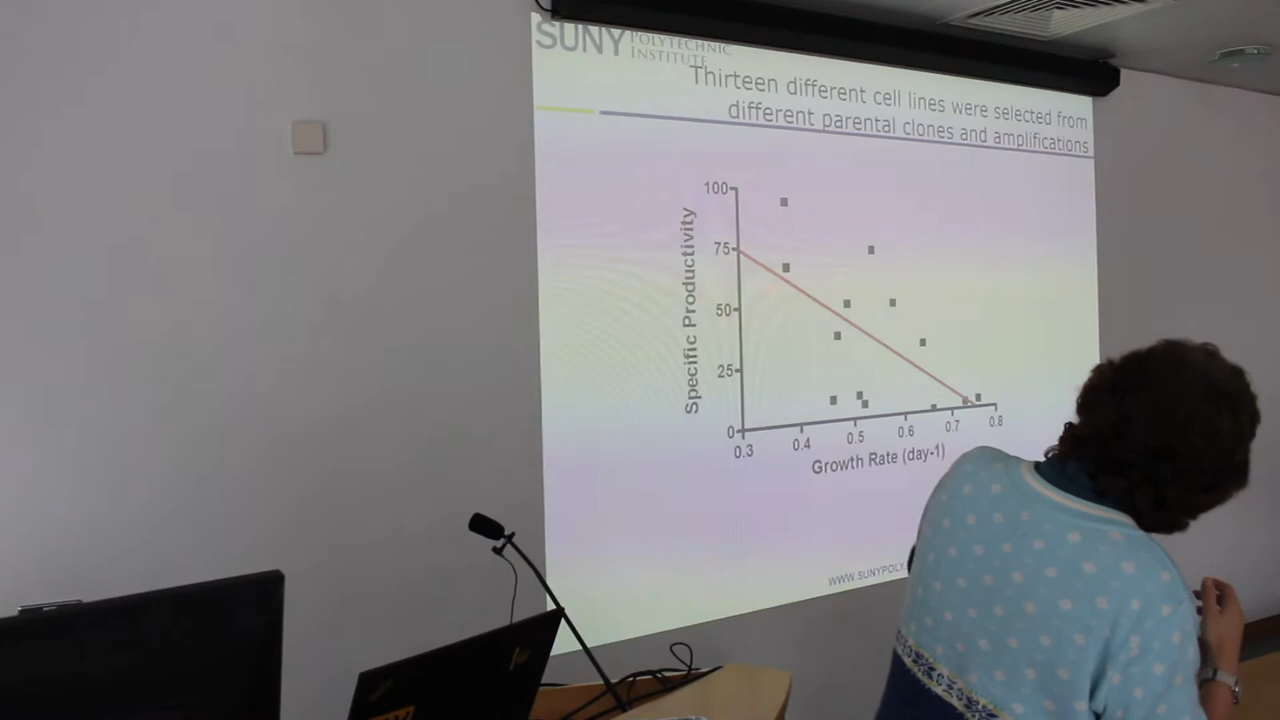 SUNY POLYTECHNIC
INSTITUTE
Thirteen different cell lines were selected from
different parental clones and amplifications
100
75
50
25
0
Specific Productivity
0.3 0.4 0.5 0.6 0.7 0.8
Growth Rate (day-1)
WWW.SUNYPOLY